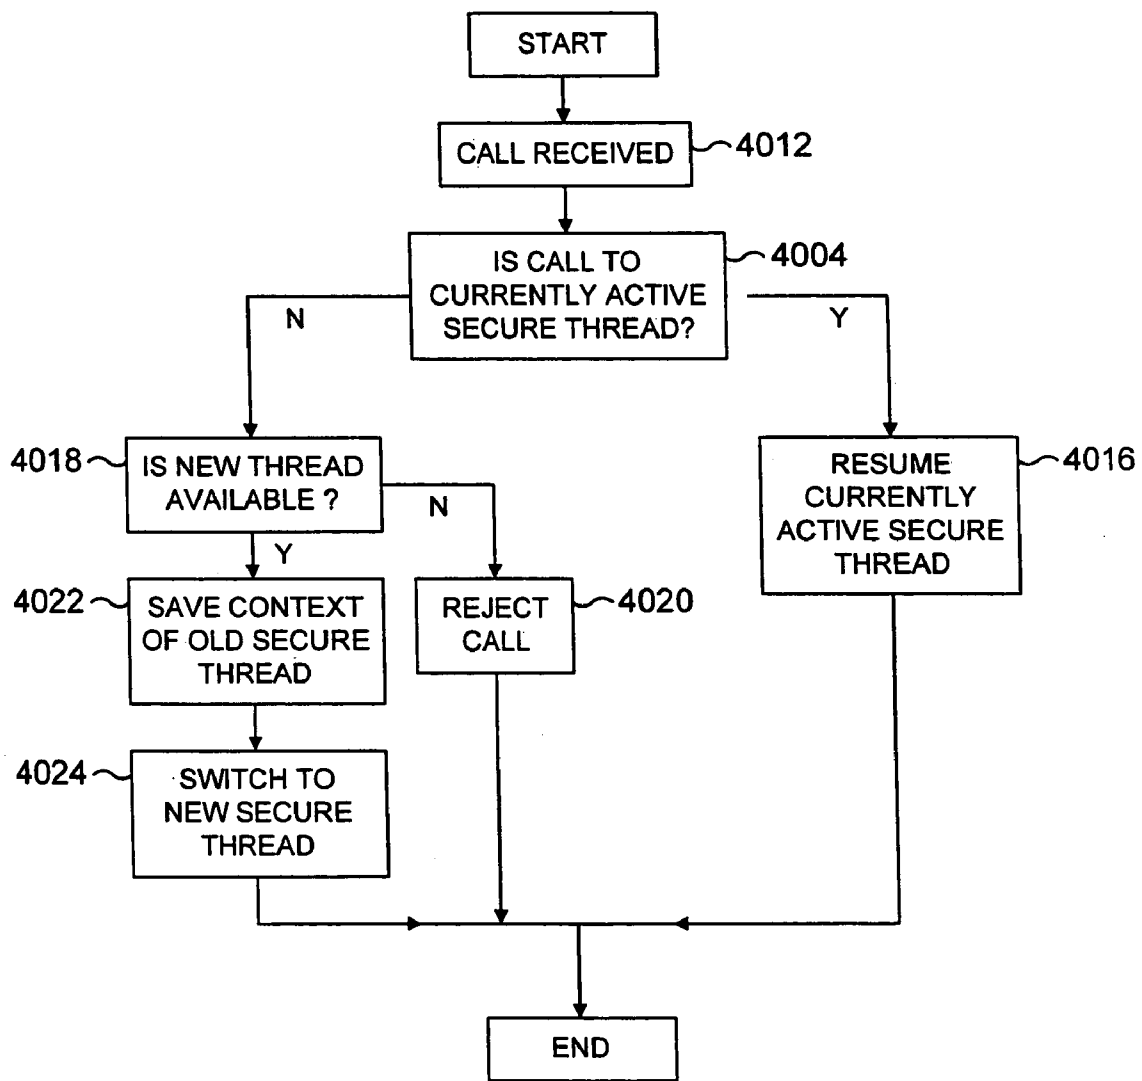 START
CALL RECEIVED
4012
IS CALL TO
CURRENTLY ACTIVE
SECURE THREAD?
4004
N
Y
4018
IS NEW THREAD
AVAILABLE ?
N
Y
RESUME
CURRENTLY
ACTIVE SECURE
THREAD
4016
4022
SAVE CONTEXT
OF OLD SECURE
THREAD
REJECT
CALL
4020
4024
SWITCH TO
NEW SECURE
THREAD
END